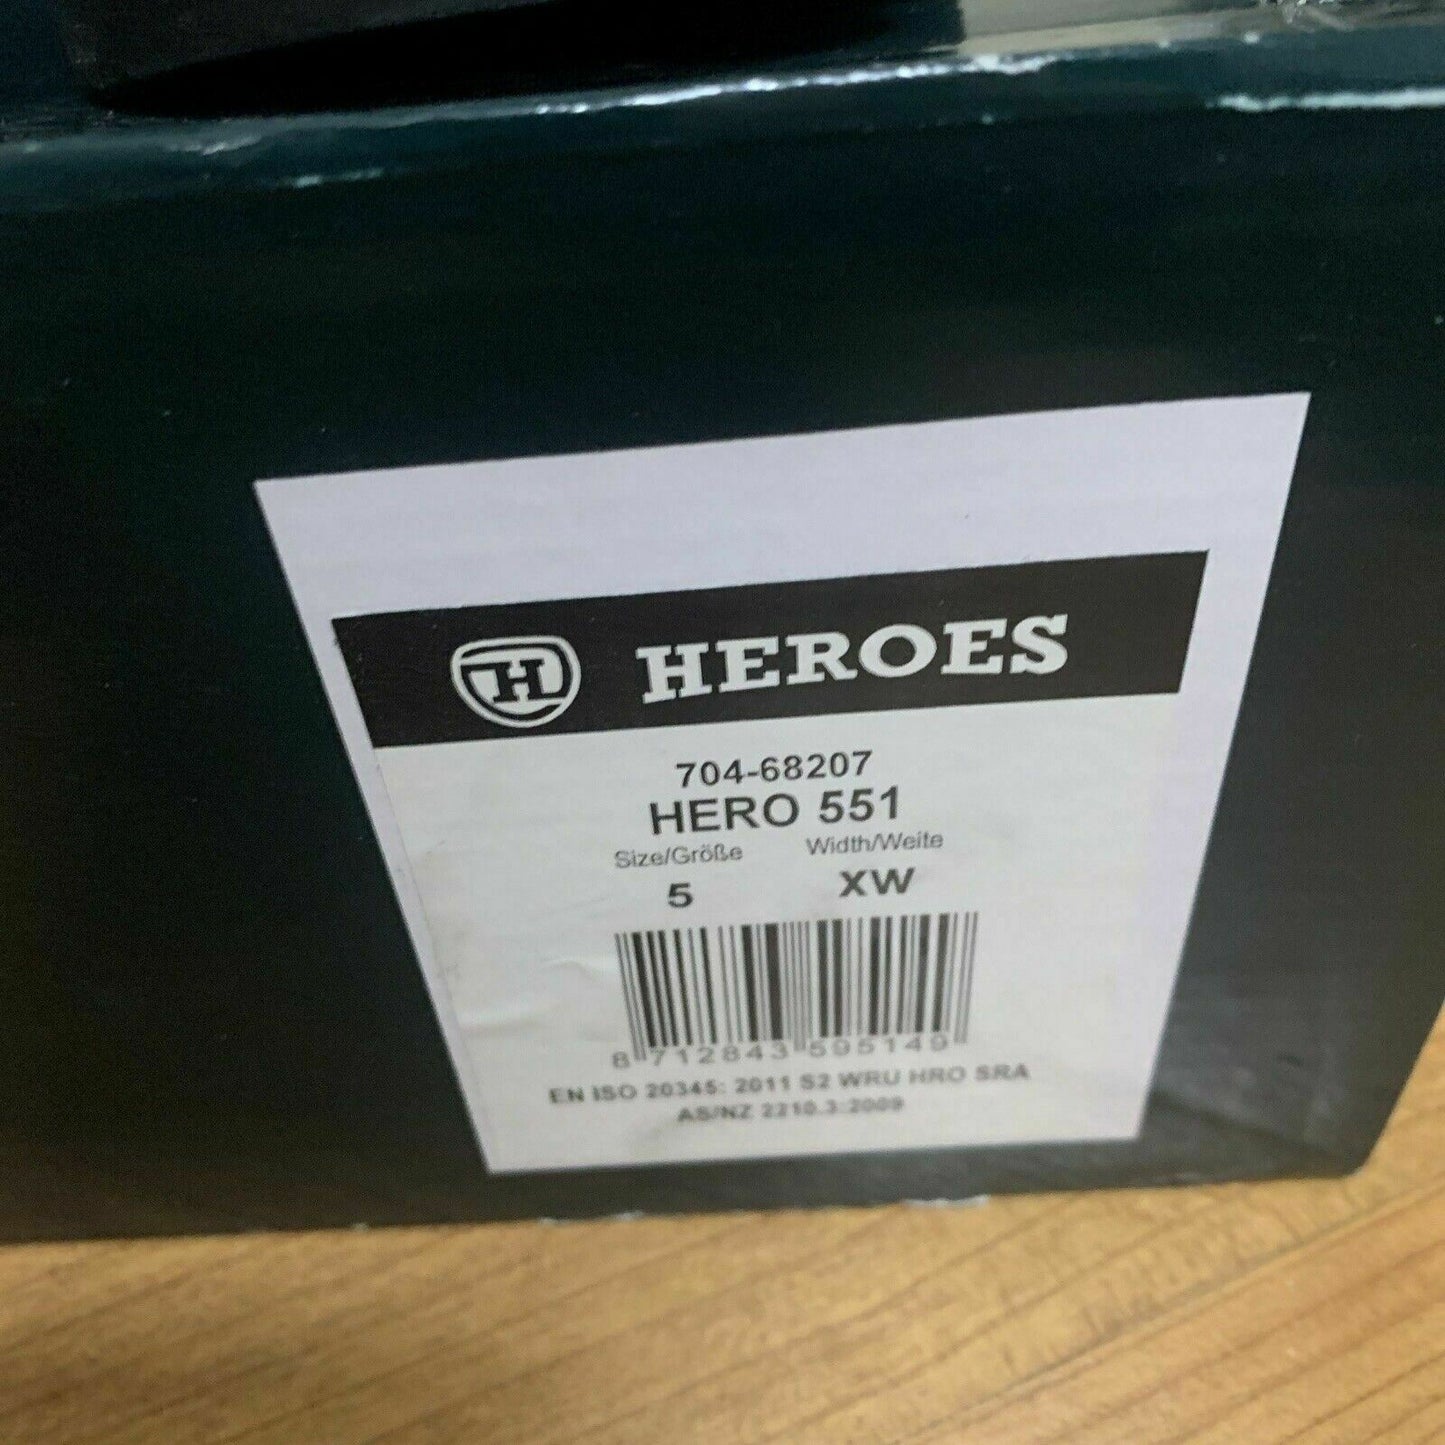 H HEROES
704-68207
HERO 551
Size/Größe Width/Weite
5 XW
8 712843 595149
EN ISO 20345: 2011 S2 WRU HRO SRA
AS/NZ 2210.3:2009